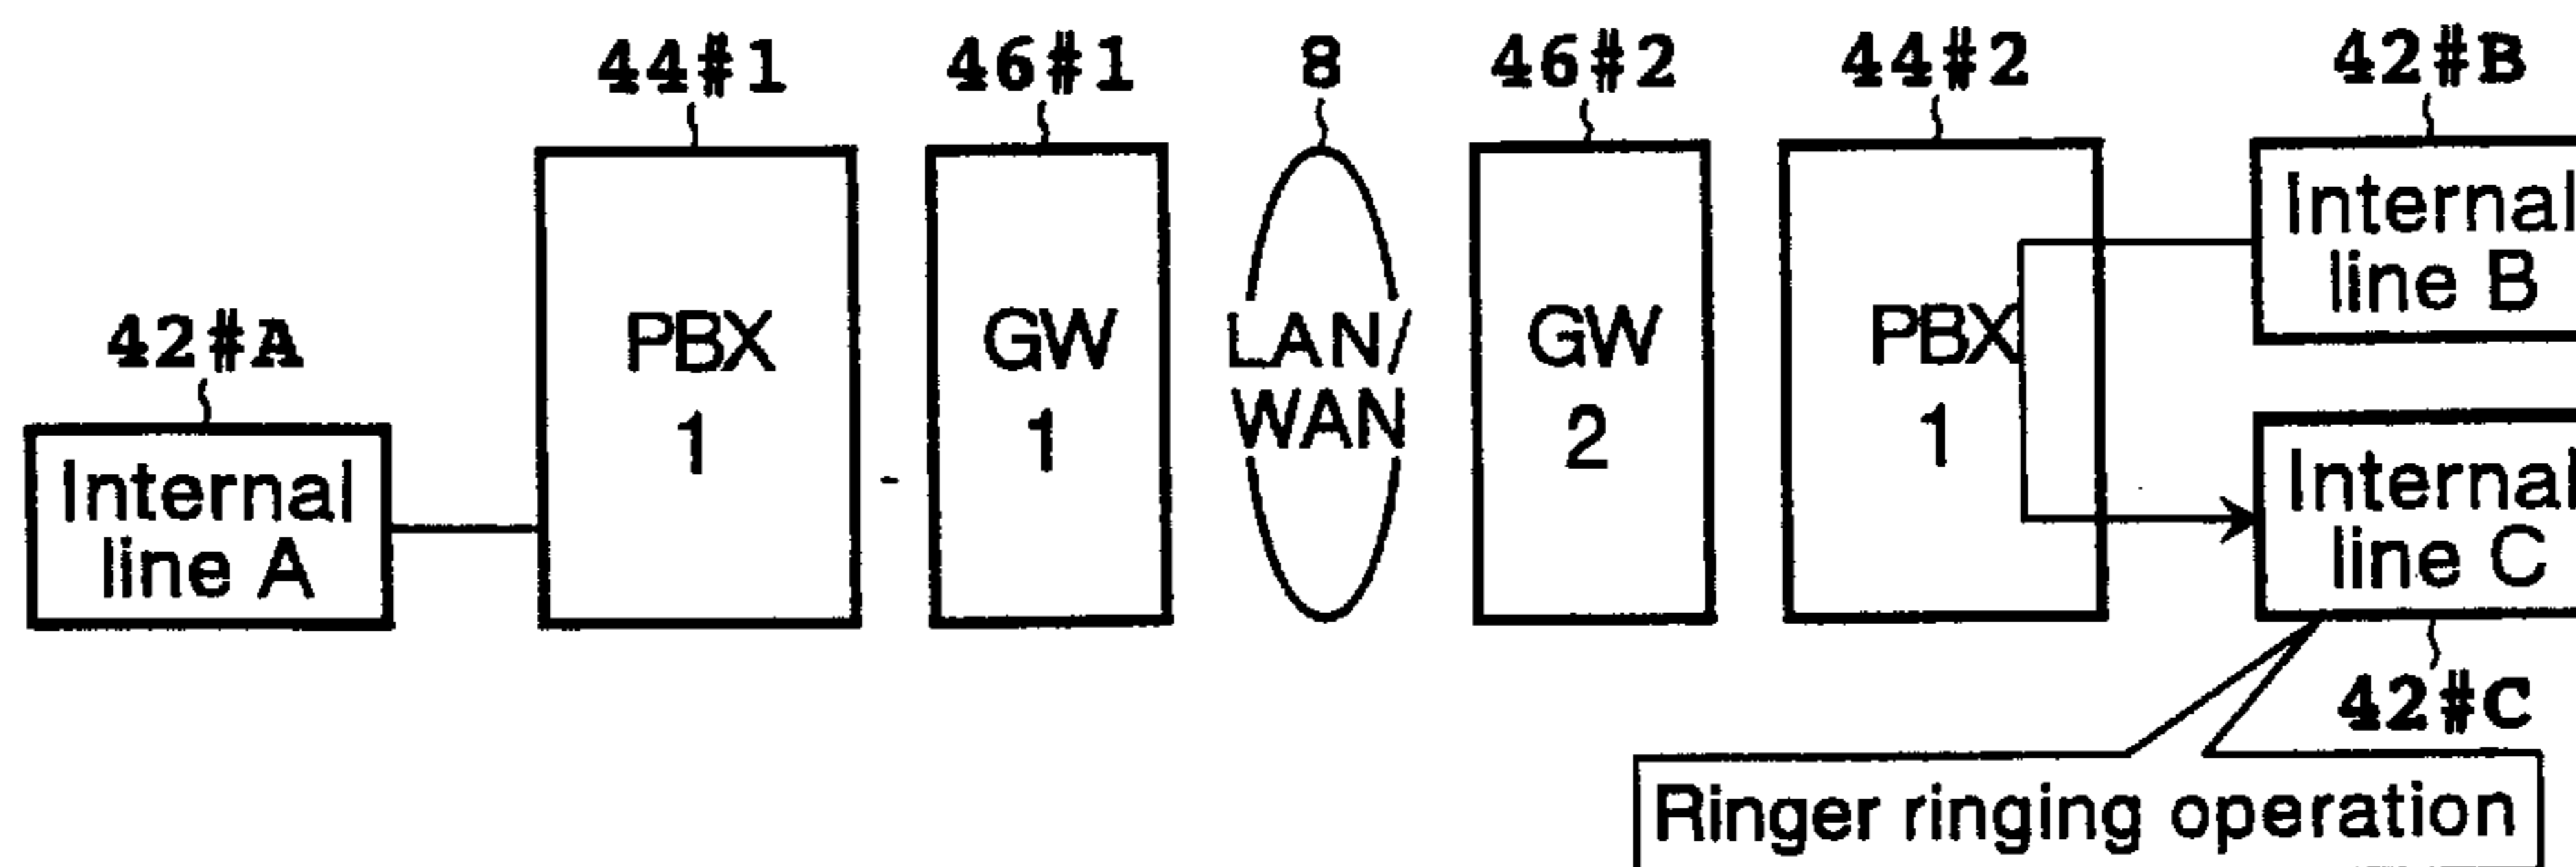 44#1
46#1
8
46#2
44#2
42#B
42#A
Internal
line A
PBX
1
GW
1
LAN/
WAN
GW
2
PBX
1
Internal
line B
Internal
line C
42#C
Ringer ringing operation